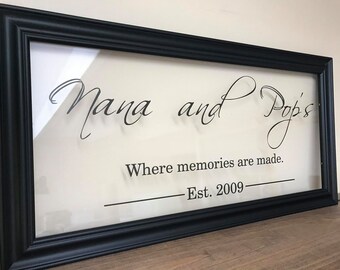 Nana and Pop's
Where memories are made.
Est. 2009